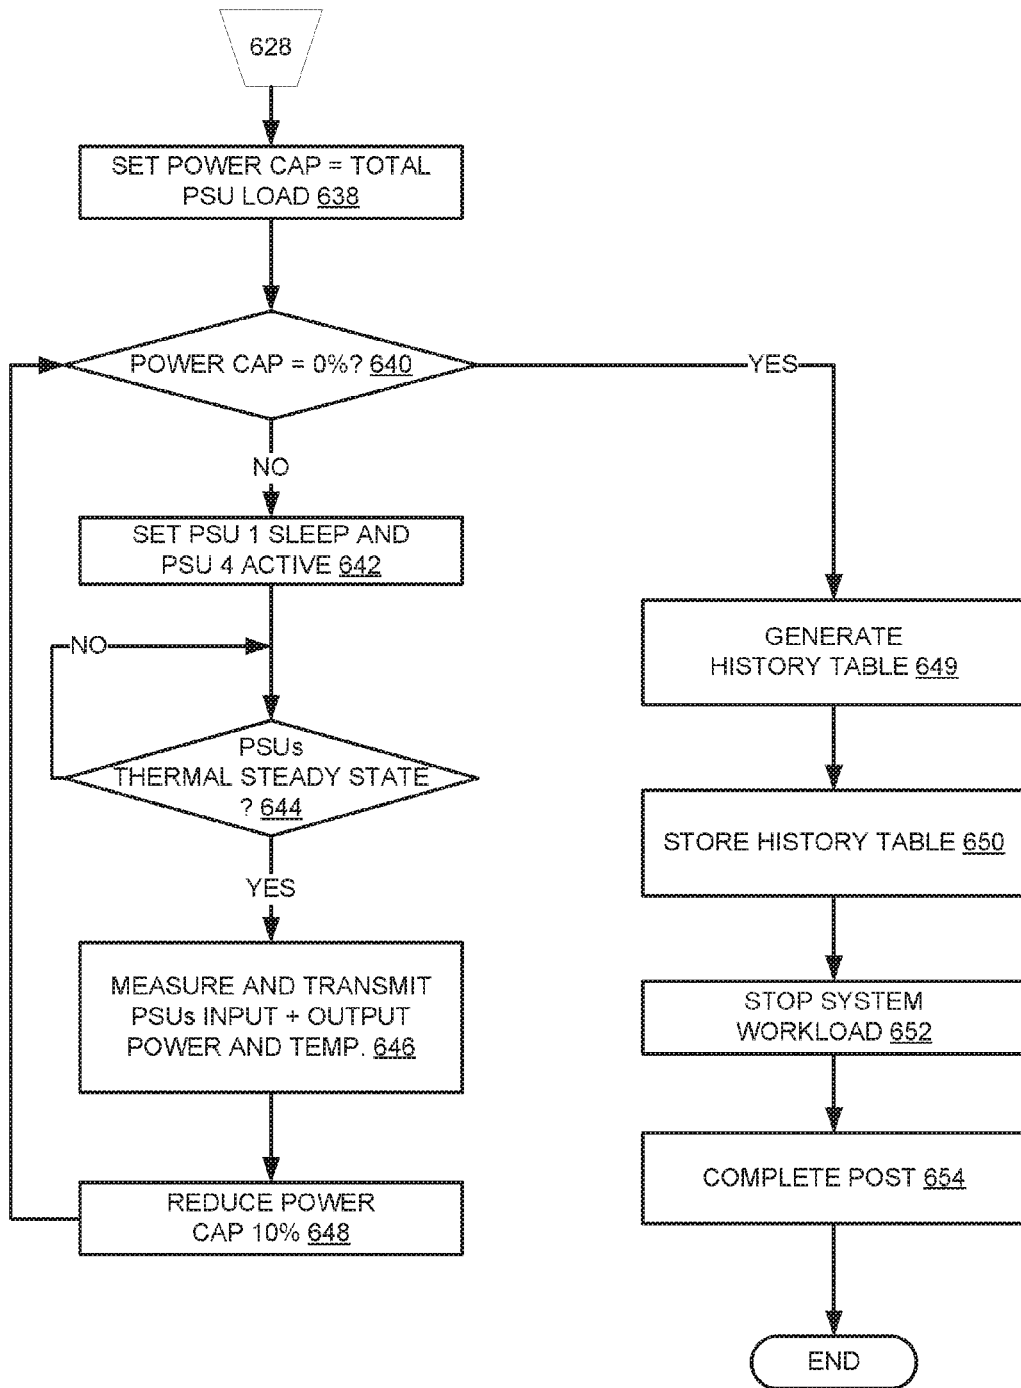 628
SET POWER CAP = TOTAL
PSU LOAD 638
POWER CAP = 0%? 640
YES
NO
SET PSU 1 SLEEP AND
PSU 4 ACTIVE 642
NO
PSUs
THERMAL STEADY STATE
? 644
YES
MEASURE AND TRANSMIT
PSUs INPUT + OUTPUT
POWER AND TEMP. 646
REDUCE POWER
CAP 10% 648
GENERATE
HISTORY TABLE 649
STORE HISTORY TABLE 650
STOP SYSTEM
WORKLOAD 652
COMPLETE POST 654
END